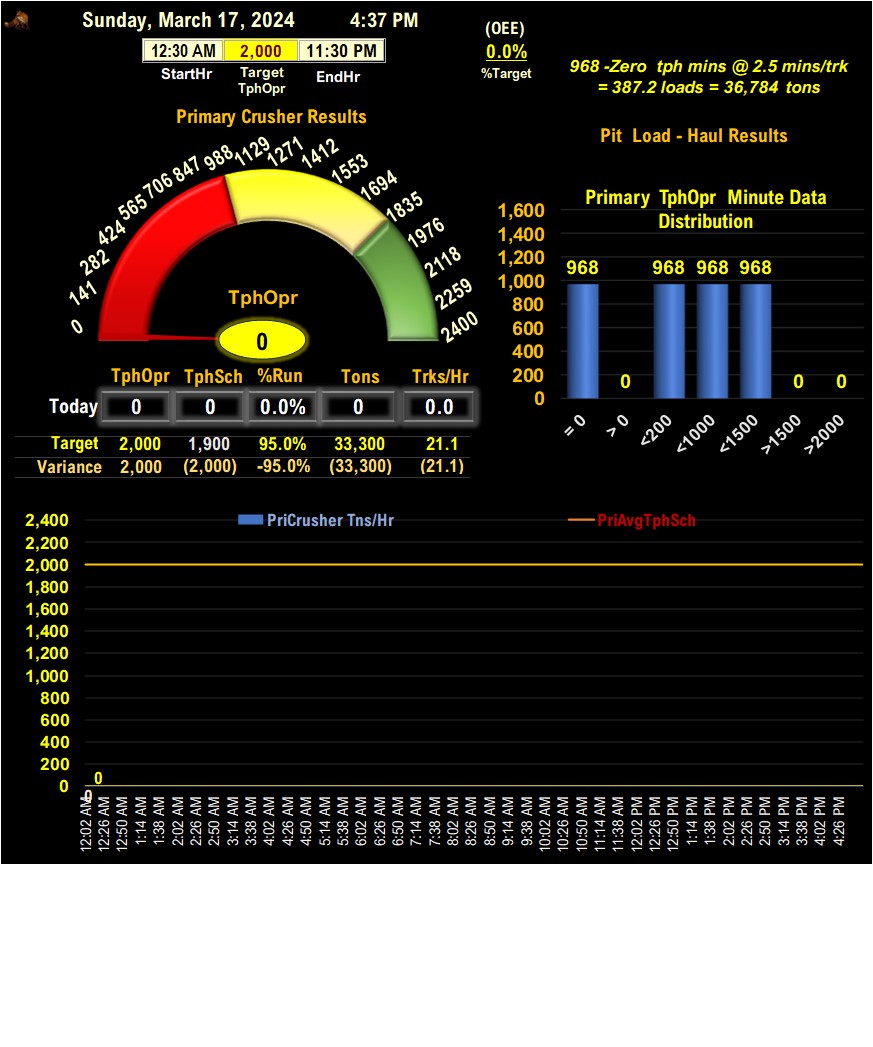 Sunday, March 17, 2024 4:37 PM
12:30 AM 2,000 11:30 PM
StartHr Target TphOpr EndHr
(OEE)
0.0%
%Target
968 -Zero tph mins @ 2.5 mins/trk
= 387.2 loads = 36,784 tons
Primary Crusher Results
0 141 282 424 565 706 847 988 1129 1271 1412 1553 1694 1835 1976 2118 2259 2400
TphOpr
0
Pit Load - Haul Results
Primary TphOpr Minute Data
Distribution
1,600
1,400
1,200
1,000
800
600
400
200
0
968 0 968 968 968 0 0
= 0 > 0 <200 <1000 <1500 >1500 >2000
TphOpr TphSch %Run Tons Trks/Hr
Today 0 0 0.0% 0 0.0
Target 2,000 1,900 95.0% 33,300 21.1
Variance 2,000 (2,000) -95.0% (33,300) (21.1)
PriCrusher Tns/Hr PriAvgTphSch
2,400
2,200
2,000
1,800
1,600
1,400
1,200
1,000
800
600
400
200
0
0
0
12:02 AM 12:26 AM 12:50 AM 1:14 AM 1:38 AM 2:02 AM 2:26 AM 2:50 AM 3:14 AM 3:38 AM 4:02 AM 4:26 AM 4:50 AM 5:14 AM 5:38 AM 6:02 AM 6:26 AM 6:50 AM 7:14 AM 7:38 AM 8:02 AM 8:26 AM 8:50 AM 9:14 AM 9:38 AM 10:02 AM 10:26 AM 10:50 AM 11:14 AM 11:38 AM 12:02 PM 12:26 PM 12:50 PM 1:14 PM 1:38 PM 2:02 PM 2:26 PM 2:50 PM 3:14 PM 3:38 PM 4:02 PM 4:26 PM